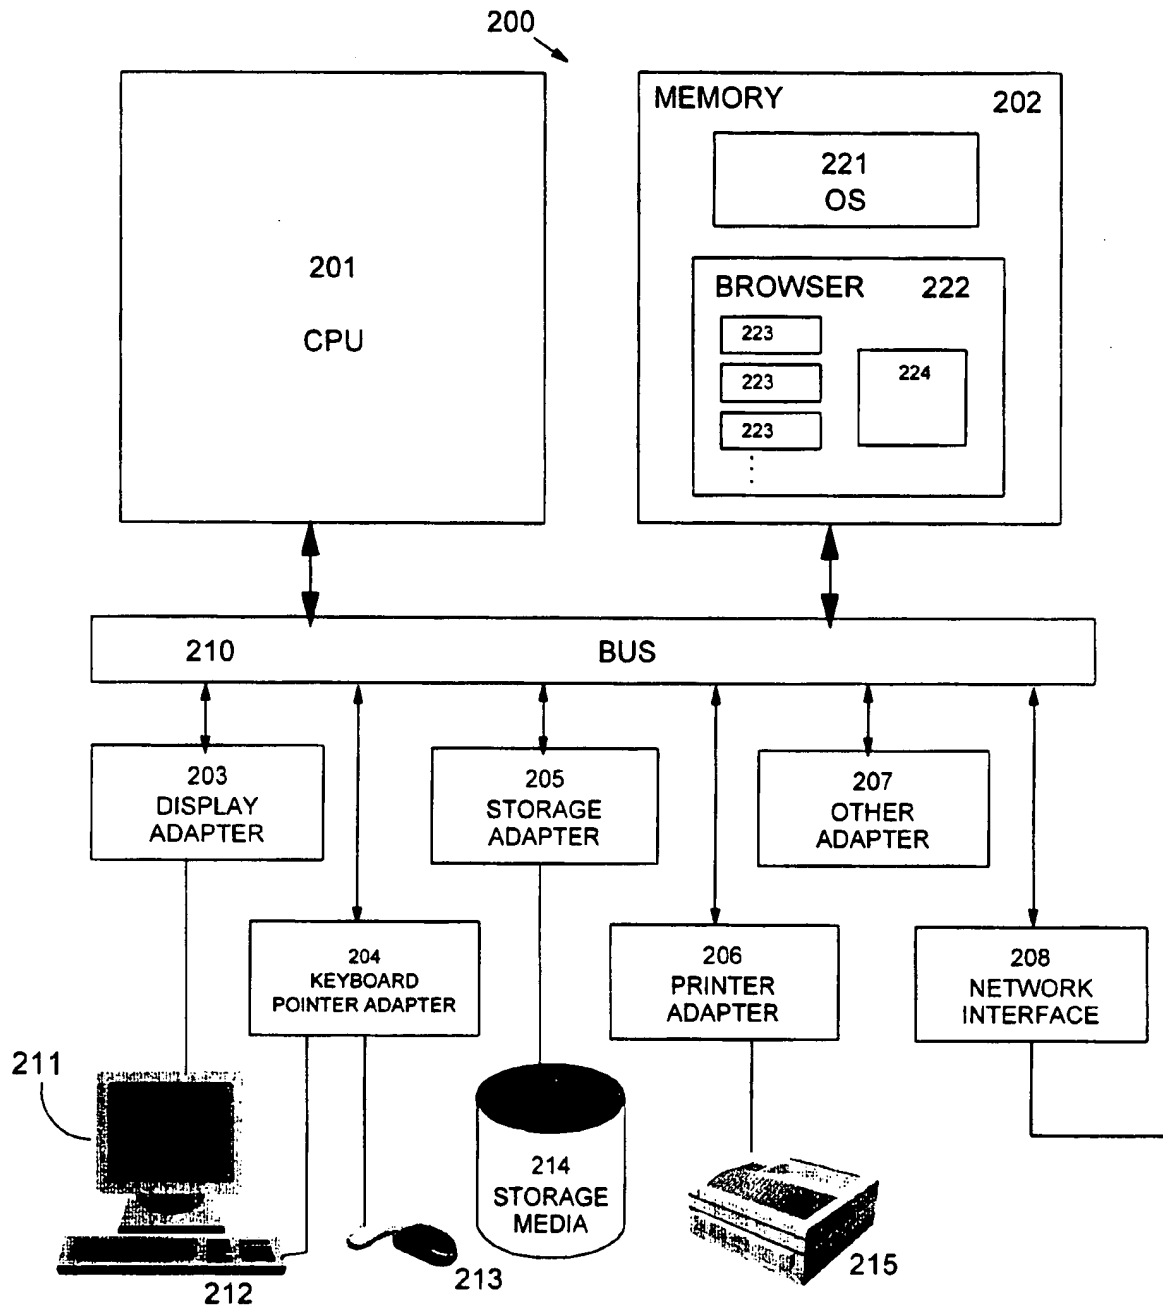 200
201
CPU
MEMORY 202
221
OS
BROWSER 222
223
223
223
224
210 BUS
203
DISPLAY
ADAPTER
205
STORAGE
ADAPTER
207
OTHER
ADAPTER
204
KEYBOARD
POINTER ADAPTER
206
PRINTER
ADAPTER
208
NETWORK
INTERFACE
211
212
213
214
STORAGE
MEDIA
215